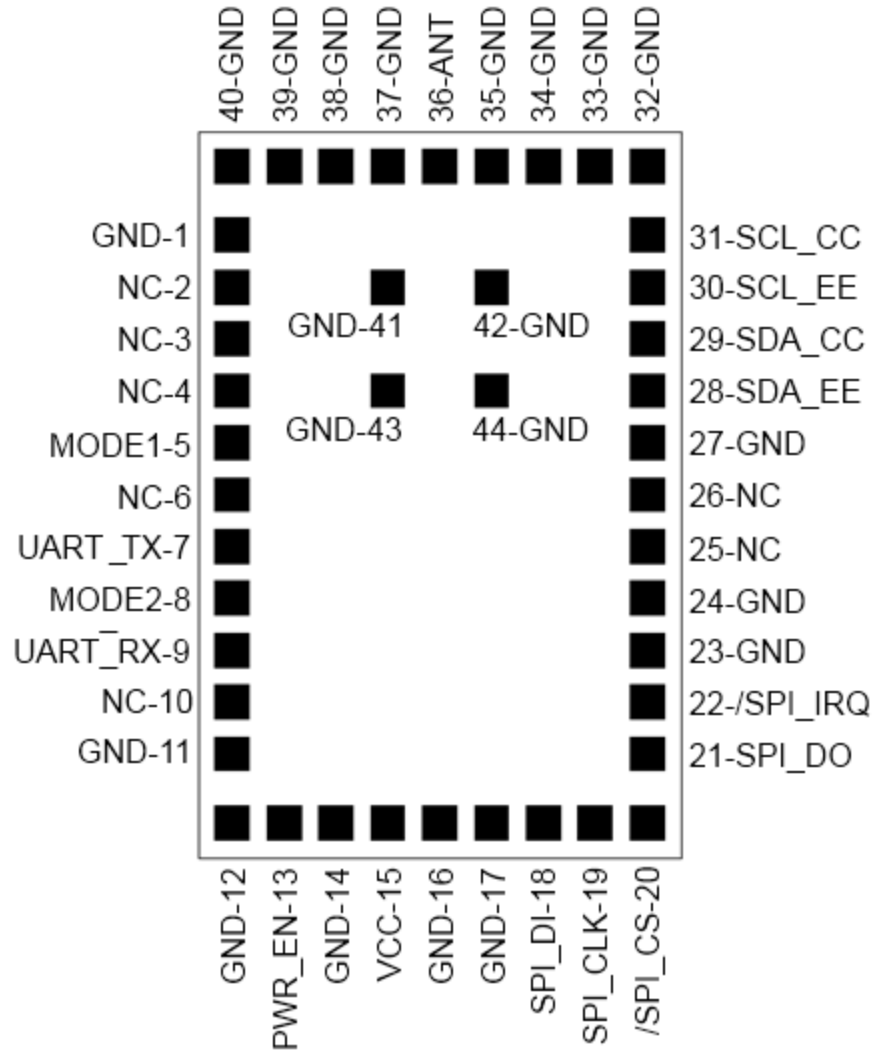 40-GND
39-GND
38-GND
37-GND
36-ANT
35-GND
34-GND
33-GND
32-GND
GND-1
31-SCL_CC
NC-2
30-SCL_EE
GND-41
42-GND
NC-3
29-SDA_CC
NC-4
28-SDA_EE
GND-43
44-GND
MODE1-5
27-GND
NC-6
26-NC
UART_TX-7
25-NC
MODE2-8
24-GND
UART_RX-9
23-GND
NC-10
22-/SPI_IRQ
GND-11
21-SPI_DO
GND-12
PWR_EN-13
GND-14
VCC-15
GND-16
GND-17
SPI_DI-18
SPI_CLK-19
/SPI_CS-20